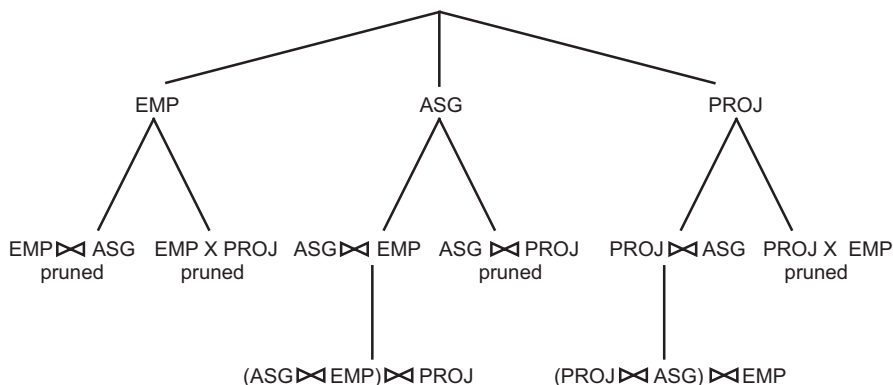 EMP ASG PROJ
EMP⋈ASG EMP X PROJ ASG⋈EMP ASG⋈PROJ PROJ⋈ASG PROJ X EMP
pruned pruned pruned pruned
(ASG⋈EMP)⋈PROJ (PROJ⋈ASG)⋈EMP